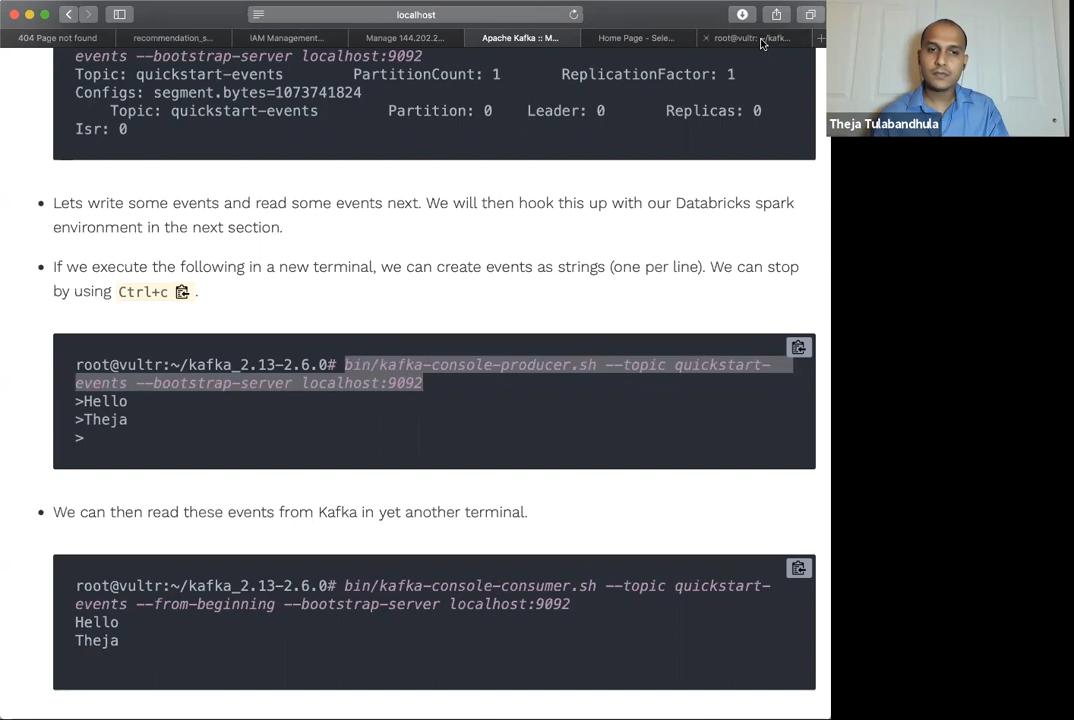 localhost
404 Page not found
recommendation_s...
IAM Management...
Manage 144.202.2...
Apache Kafka :: M...
Home Page - Sele...
root@vultr:~/kafk...
events --bootstrap-server localhost:9092
Topic: quickstart-events PartitionCount: 1 ReplicationFactor: 1
Configs: segment.bytes=1073741824
Topic: quickstart-events Partition: 0 Leader: 0 Replicas: 0
Isr: 0
Theja Tulabandhula
Lets write some events and read some events next. We will then hook this up with our Databricks spark
environment in the next section.
If we execute the following in a new terminal, we can create events as strings (one per line). We can stop
by using Ctrl+c .
root@vultr:~/kafka_2.13-2.6.0# bin/kafka-console-producer.sh --topic quickstart-
events --bootstrap-server localhost:9092
>Hello
>Theja
>
We can then read these events from Kafka in yet another terminal.
root@vultr:~/kafka_2.13-2.6.0# bin/kafka-console-consumer.sh --topic quickstart-
events --from-beginning --bootstrap-server localhost:9092
Hello
Theja